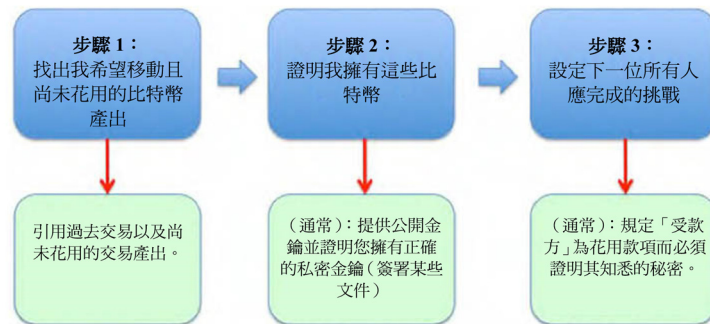 步驟 1：
找出我希望移動且
尚未花用的比特幣
產出
步驟 2：
證明我擁有這些比
特幣
步驟 3：
設定下一位所有人
應完成的挑戰
引用過去交易以及尚
未花用的交易產出。
（通常）：提供公開金
鑰並證明您擁有正確
的私密金鑰（簽署某些
文件）
（通常）：規定「受款
方」為花用款項而必須
證明其知悉的秘密。